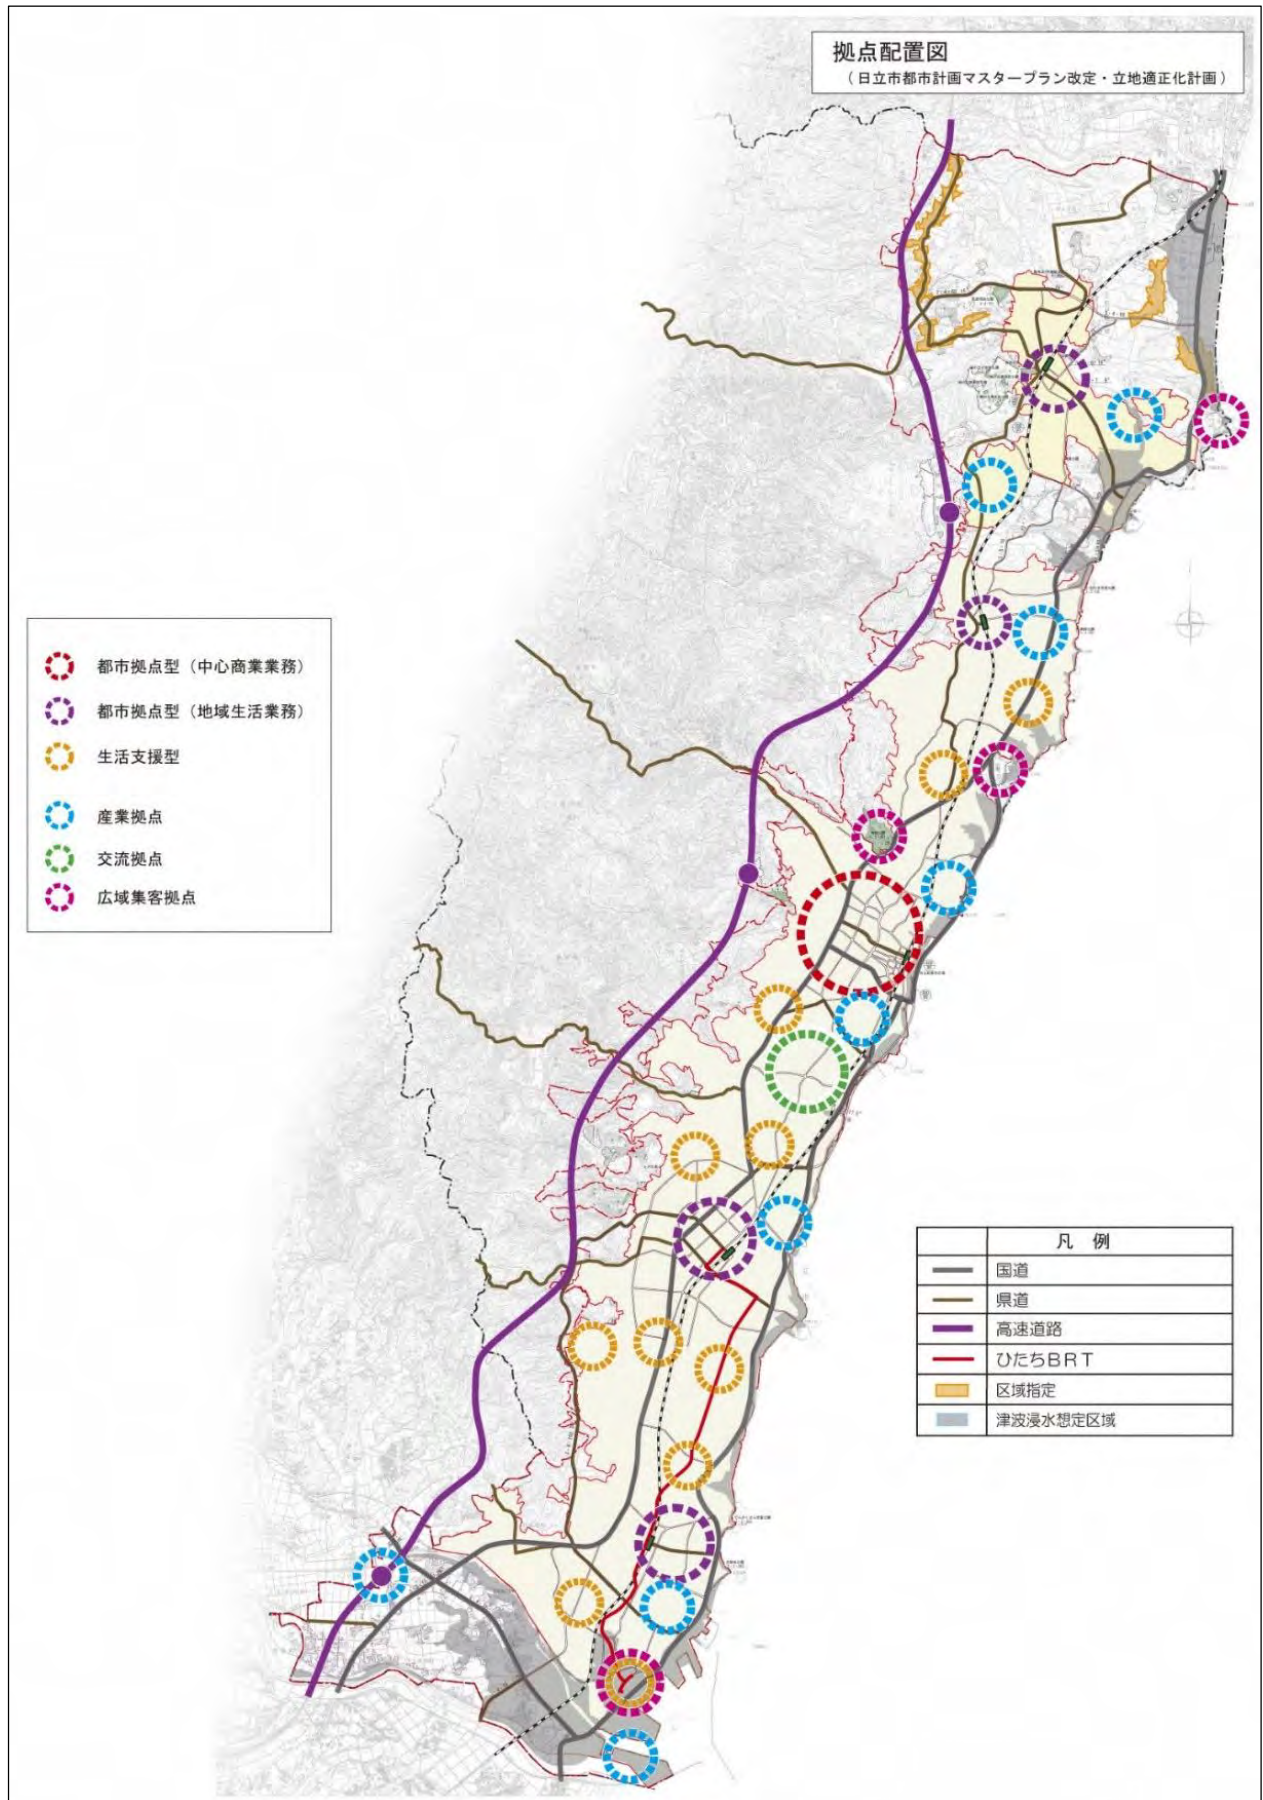 拠点配置図
（日立市都市計画マスタープラン改定・立地適正化計画）
都市拠点型（中心商業業務）
都市拠点型（地域生活業務）
生活支援型
産業拠点
交流拠点
広域集客拠点
凡 例
国道
県道
高速道路
ひたちＢＲＴ
区域指定
津波浸水想定区域